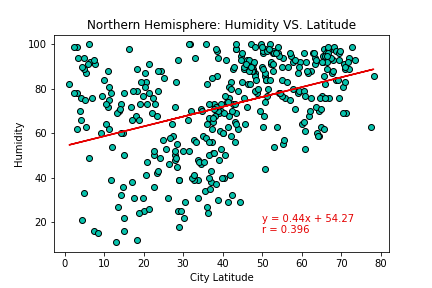 Northern Hemisphere: Humidity VS. Latitude
100
80
60
40
20
Humidity
y = 0.44x + 54.27
r = 0.396
0 10 20 30 40 50 60 70 80
City Latitude